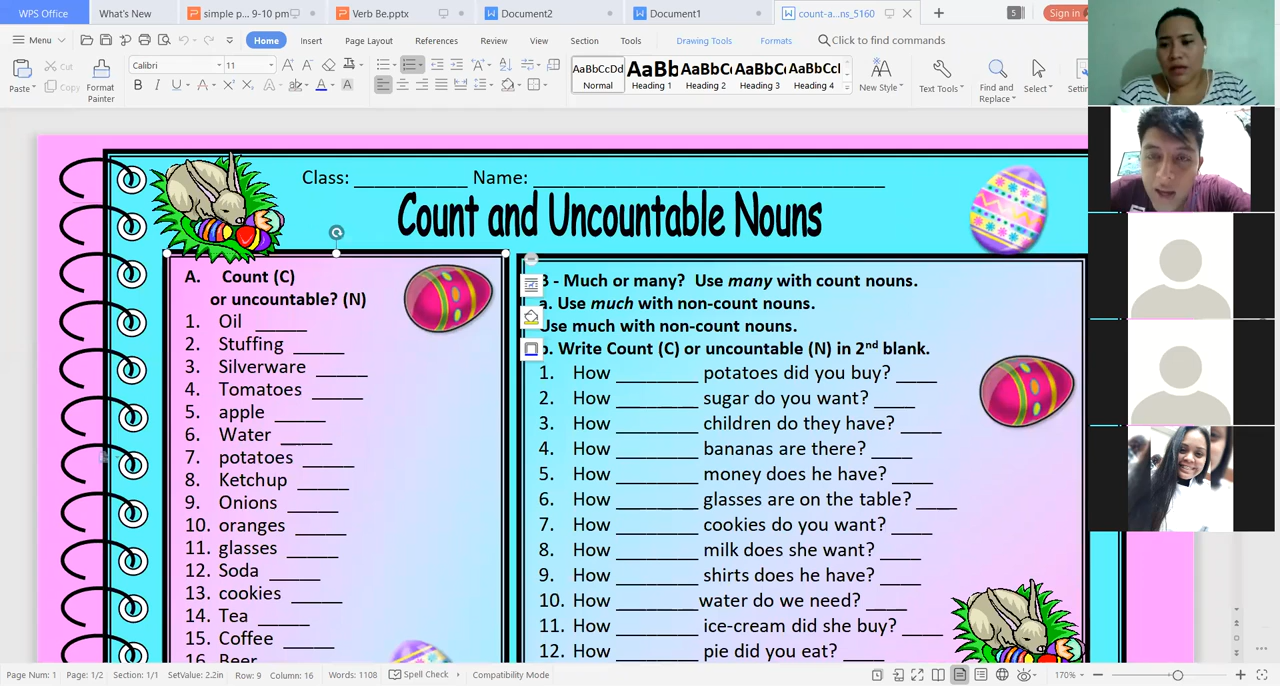 WPS Office What's New simple p... 9-10 pm Verb Be.pptx Document2 Document1 count-a...ns_5160 + 5 Sign in
Menu Home Insert Page Layout References Review View Section Tools Drawing Tools Formats Click to find commands
Paste Cut Copy Format Painter Calibri 11 AaBbCcDd Normal AaBb Heading 1 AaBbC Heading 2 AaBbC Heading 3 AaBbCcl Heading 4 New Style Text Tools Find and Replace Select
Class: ___________ Name: __________________________________
Count and Uncountable Nouns
A. Count (C)
or uncountable? (N)
1. Oil _____
2. Stuffing _____
3. Silverware _____
4. Tomatoes _____
5. apple _____
6. Water _____
7. potatoes _____
8. Ketchup _____
9. Onions _____
10. oranges _____
11. glasses _____
12. Soda _____
13. cookies _____
14. Tea _____
15. Coffee _____
16. Beer
- Much or many? Use many with count nouns.
a. Use much with non-count nouns.
Use much with non-count nouns.
b. Write Count (C) or uncountable (N) in 2nd blank.
1. How ________ potatoes did you buy? ____
2. How ________ sugar do you want? ____
3. How ________ children do they have? ____
4. How ________ bananas are there? ____
5. How ________ money does he have? ____
6. How ________ glasses are on the table? ____
7. How ________ cookies do you want? ____
8. How ________ milk does she want? ____
9. How ________ shirts does he have? ____
10. How ________water do we need? ____
11. How ________ ice-cream did she buy? ____
12. How ________ pie did you eat? ____
Page Num: 1 Page: 1/2 Section: 1/1 SetValue: 2.2in Row: 9 Column: 16 Words: 1108 Spell Check Compatibility Mode 170%